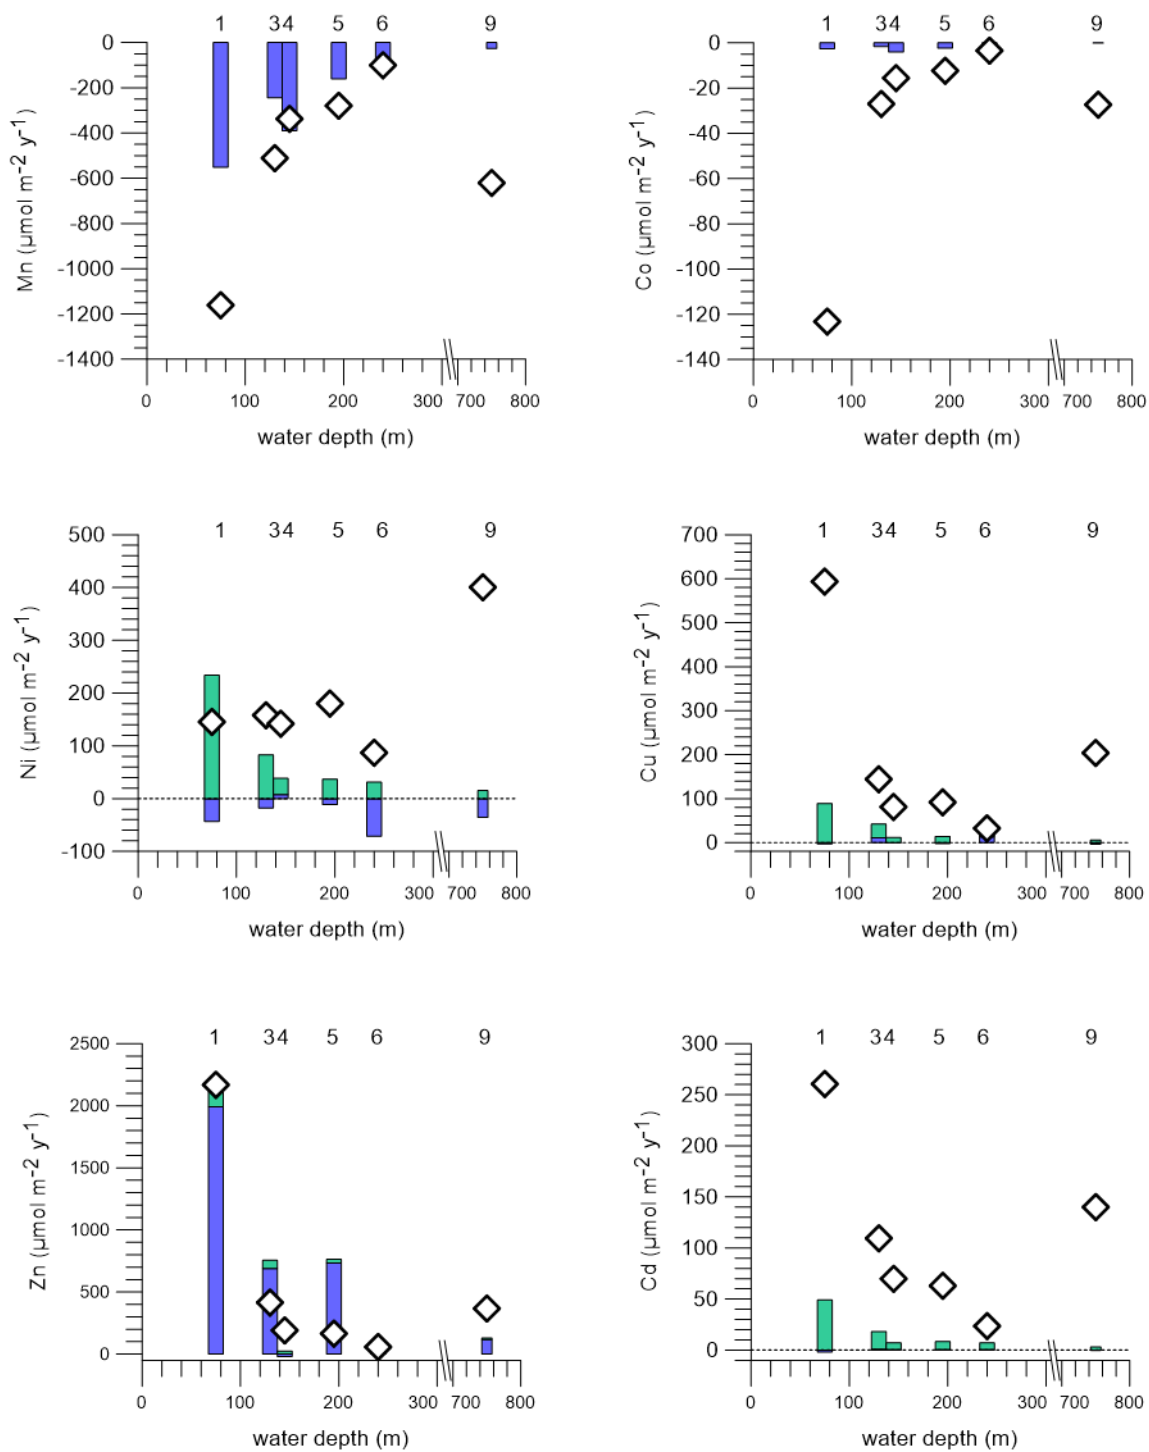 1 34 5 6 9
0
-200
-400
-600
-800
-1000
-1200
-1400
Mn (µmol m⁻² y⁻¹)
0 100 200 300 700 800
water depth (m)
1 34 5 6 9
0
-20
-40
-60
-80
-100
-120
-140
Co (µmol m⁻² y⁻¹)
0 100 200 300 700 800
water depth (m)
1 34 5 6 9
500
400
300
200
100
0
-100
Ni (µmol m⁻² y⁻¹)
0 100 200 300 700 800
water depth (m)
1 34 5 6 9
700
600
500
400
300
200
100
0
Cu (µmol m⁻² y⁻¹)
0 100 200 300 700 800
water depth (m)
1 34 5 6 9
2500
2000
1500
1000
500
0
Zn (µmol m⁻² y⁻¹)
0 100 200 300 700 800
water depth (m)
1 34 5 6 9
300
250
200
150
100
50
0
Cd (µmol m⁻² y⁻¹)
0 100 200 300 700 800
water depth (m)